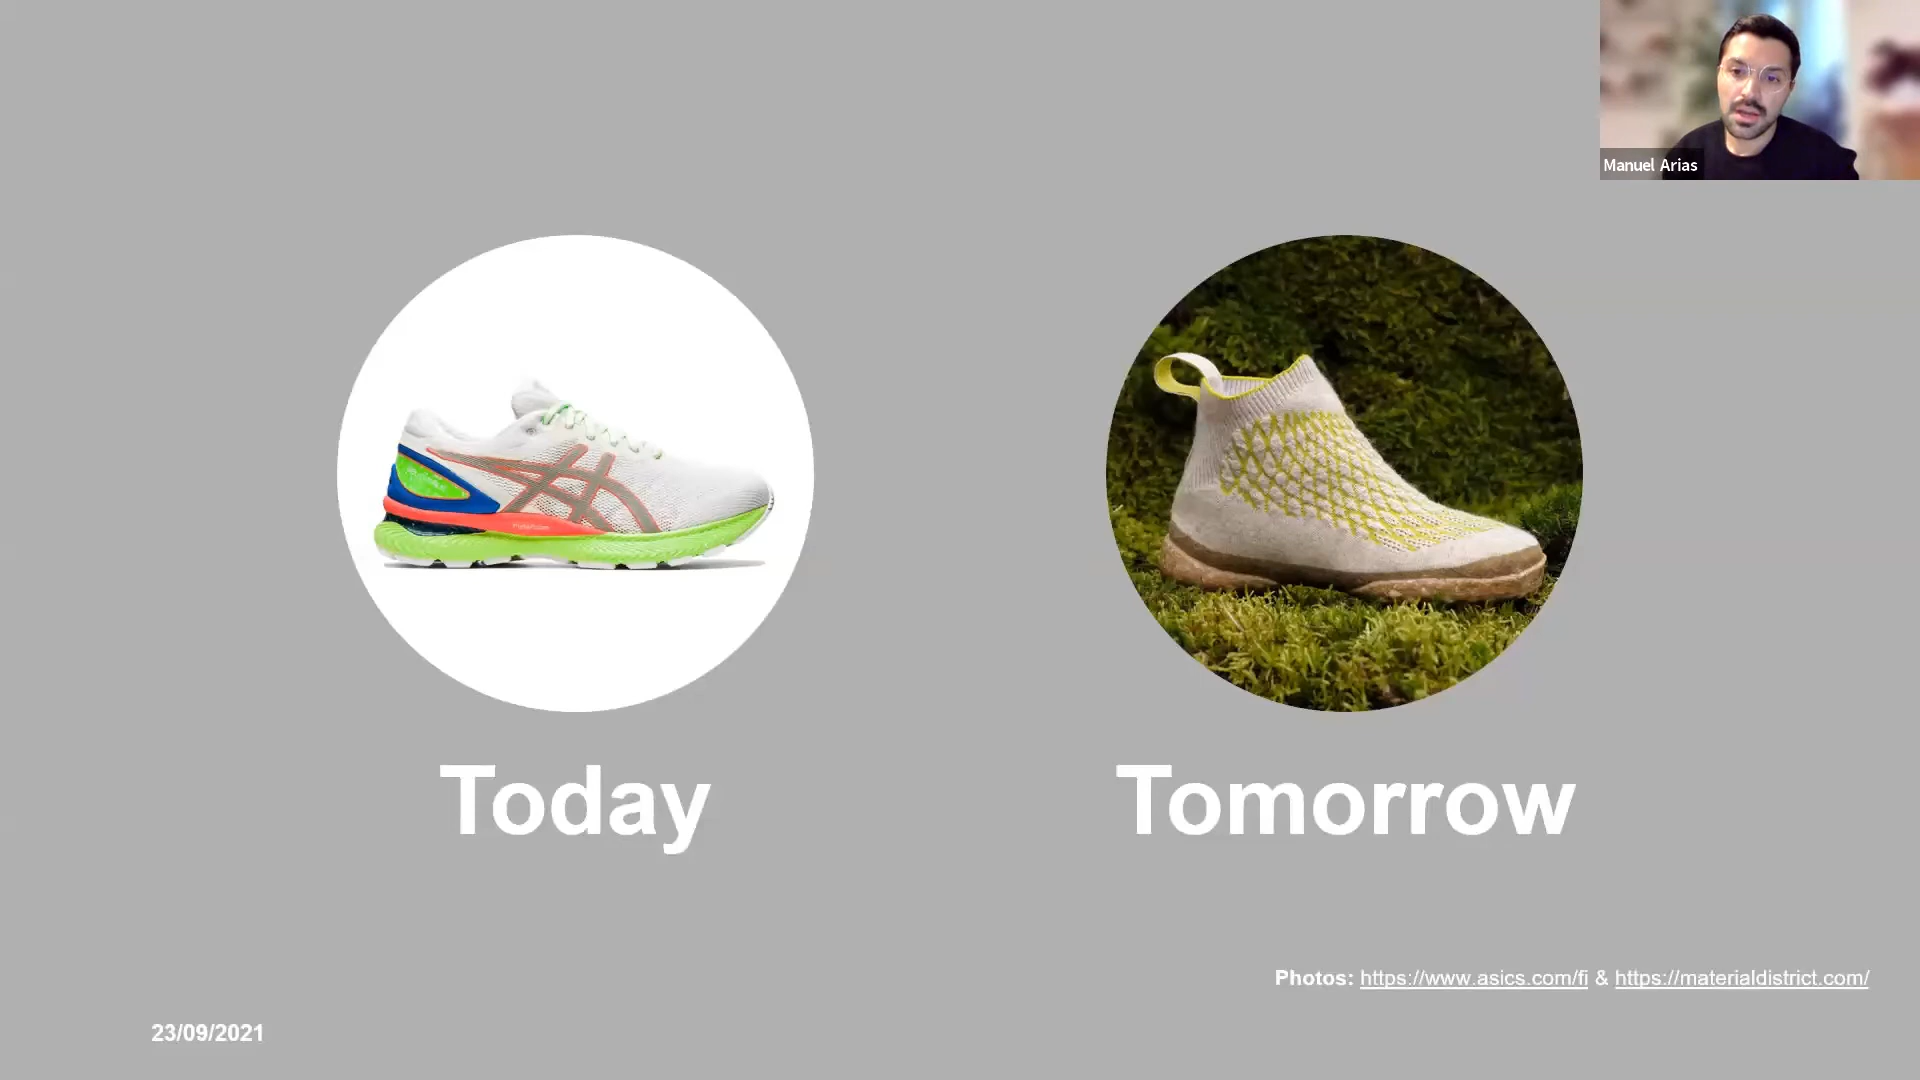 Manuel Arias
Today
Tomorrow
Photos: https://www.asics.com/fi & https://materialdistrict.com/
23/09/2021